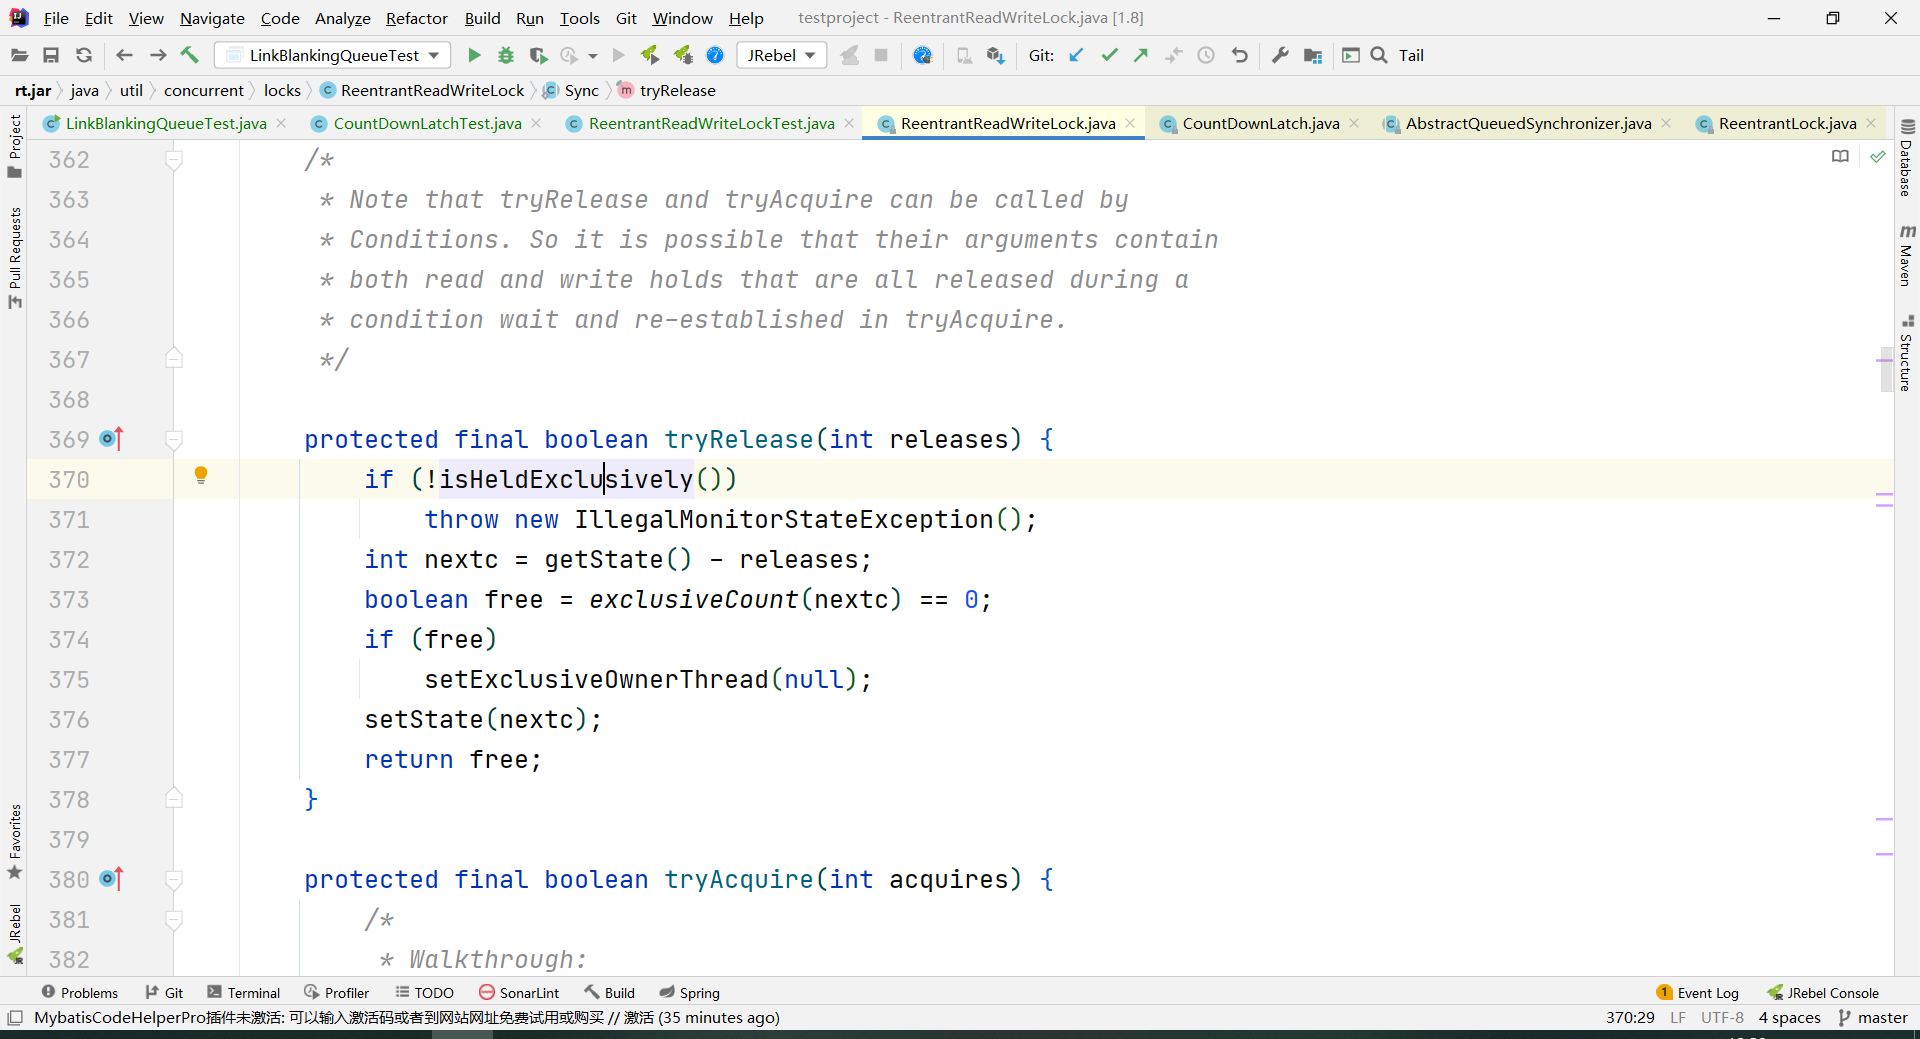 File Edit View Navigate Code Analyze Refactor Build Run Tools Git Window Help testproject - ReentrantReadWriteLock.java [1.8]
LinkBlankingQueueTest JRebel Git: Tail
rt.jar java util concurrent locks ReentrantReadWriteLock Sync tryRelease
LinkBlankingQueueTest.java CountDownLatchTest.java ReentrantReadWriteLockTest.java ReentrantReadWriteLock.java CountDownLatch.java AbstractQueuedSynchronizer.java ReentrantLock.java
Project
Pull Requests
Favorites
JRebel
362 /*
363 * Note that tryRelease and tryAcquire can be called by
364 * Conditions. So it is possible that their arguments contain
365 * both read and write holds that are all released during a
366 * condition wait and re-established in tryAcquire.
367 */
368
369 protected final boolean tryRelease(int releases) {
370 if (!isHeldExclusively())
371 throw new IllegalMonitorStateException();
372 int nextc = getState() - releases;
373 boolean free = exclusiveCount(nextc) == 0;
374 if (free)
375 setExclusiveOwnerThread(null);
376 setState(nextc);
377 return free;
378 }
379
380 protected final boolean tryAcquire(int acquires) {
381 /*
382 * Walkthrough:
Database
Maven
Structure
Problems Git Terminal Profiler TODO SonarLint Build Spring 1 Event Log JRebel Console
MybatisCodeHelperPro插件未激活: 可以输入激活码或者到网站网址免费试用或购买 // 激活 (35 minutes ago) 370:29 LF UTF-8 4 spaces master